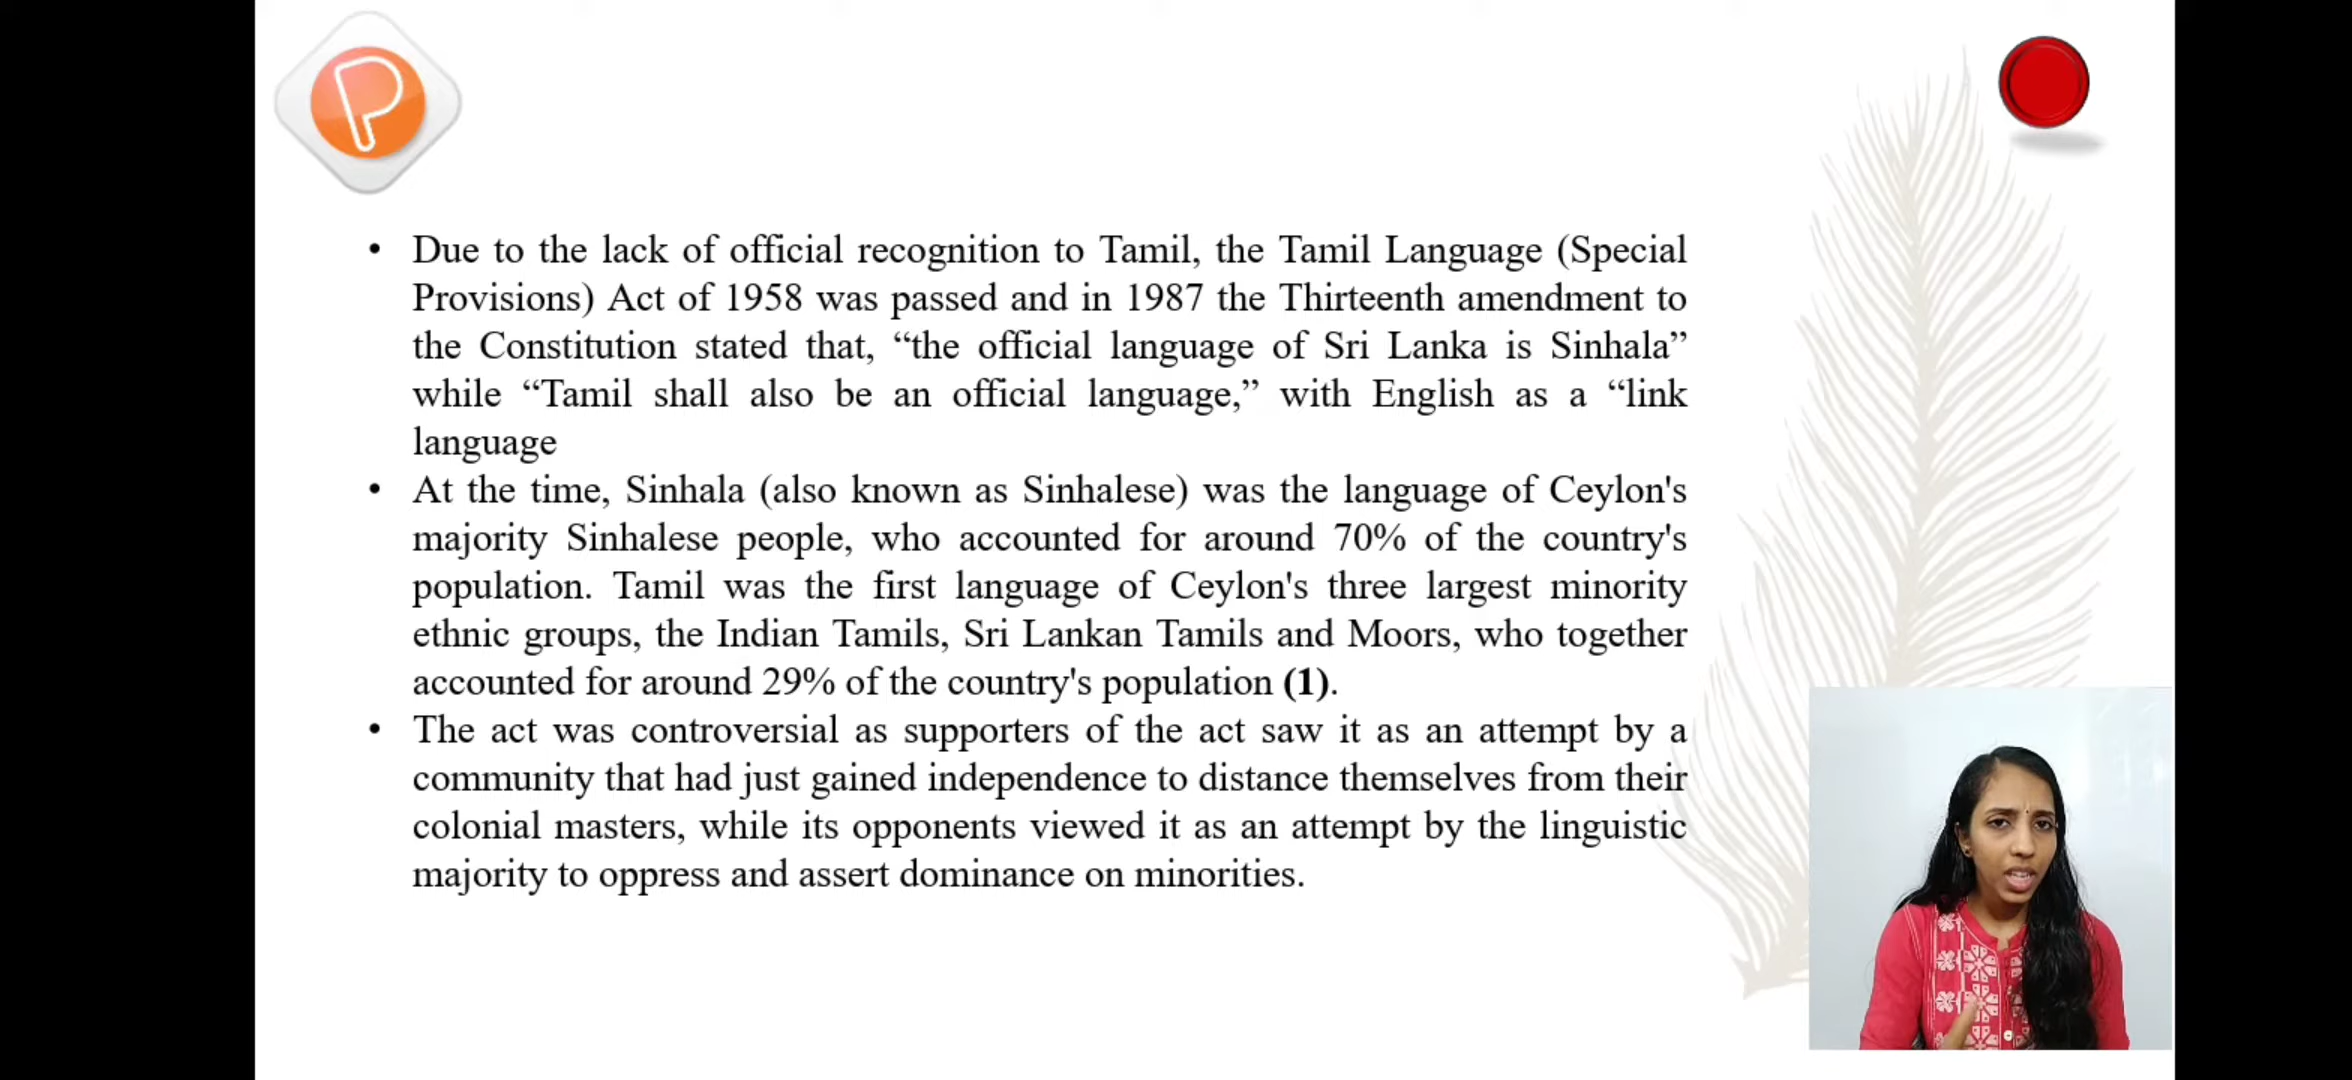 P
• Due to the lack of official recognition to Tamil, the Tamil Language (Special
Provisions) Act of 1958 was passed and in 1987 the Thirteenth amendment to
the Constitution stated that, “the official language of Sri Lanka is Sinhala”
while “Tamil shall also be an official language,” with English as a “link
language
• At the time, Sinhala (also known as Sinhalese) was the language of Ceylon's
majority Sinhalese people, who accounted for around 70% of the country's
population. Tamil was the first language of Ceylon's three largest minority
ethnic groups, the Indian Tamils, Sri Lankan Tamils and Moors, who together
accounted for around 29% of the country's population (1).
• The act was controversial as supporters of the act saw it as an attempt by a
community that had just gained independence to distance themselves from their
colonial masters, while its opponents viewed it as an attempt by the linguistic
majority to oppress and assert dominance on minorities.